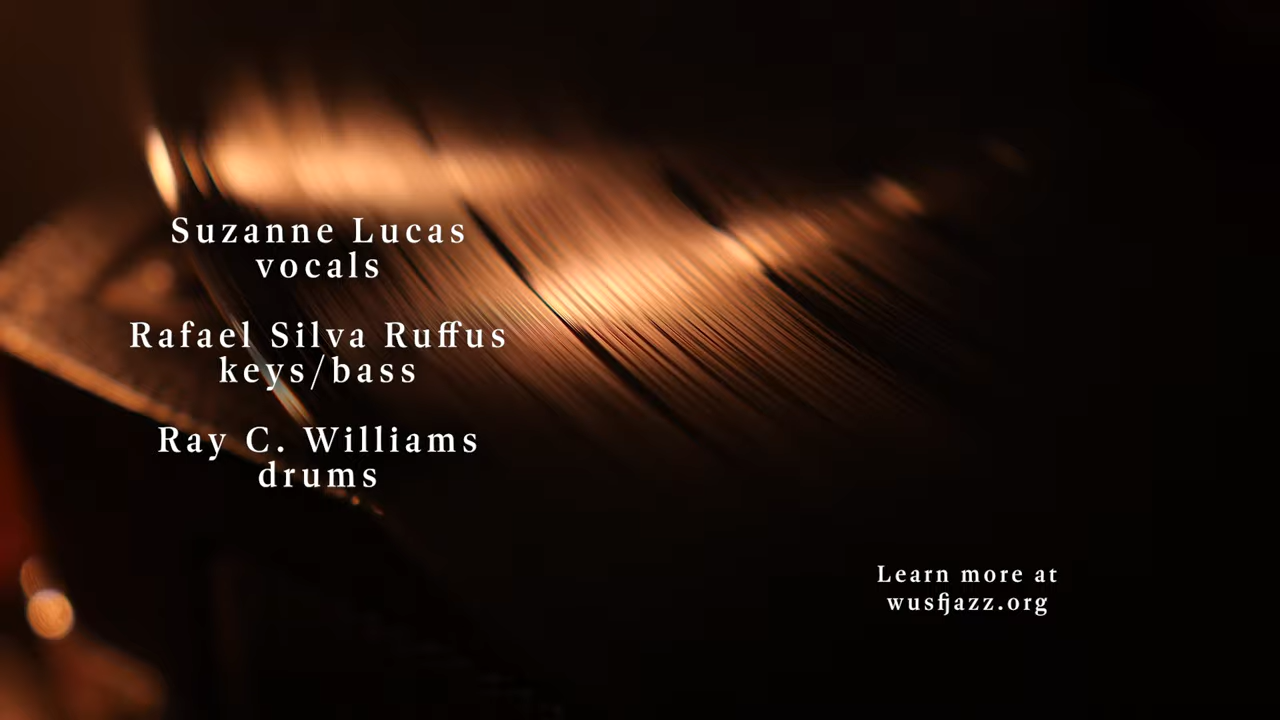 Suzanne Lucas
vocals
Rafael Silva Ruffus
keys/bass
Ray C. Williams
drums
Learn more at
wusfjazz.org